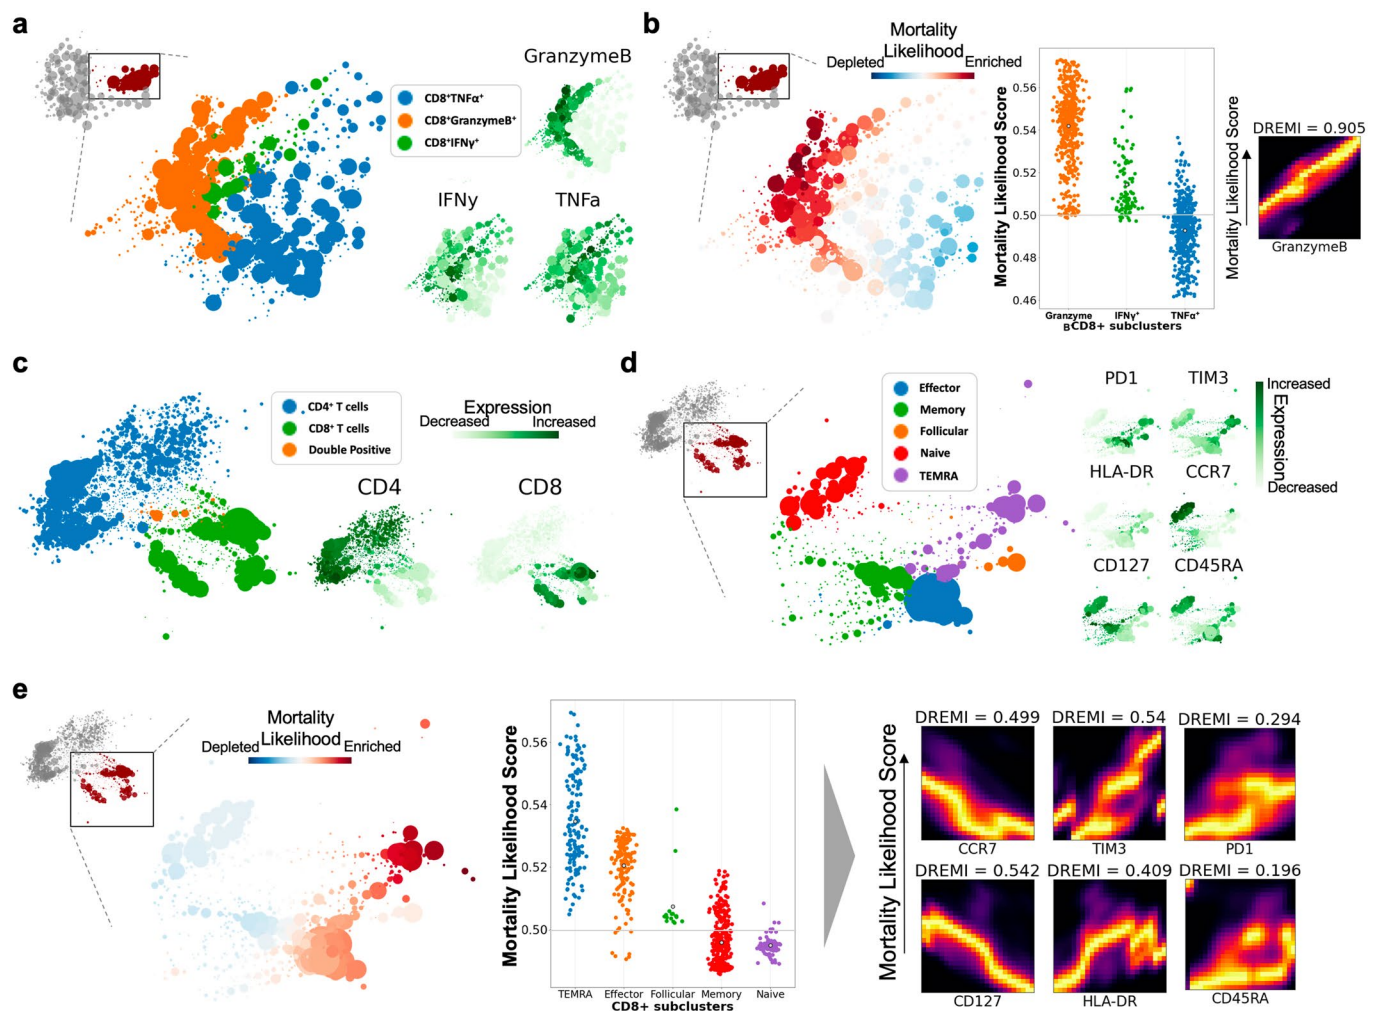 a
GranzymeB
CD8⁺TNFα⁺
CD8⁺GranzymeB⁺
CD8⁺IFNγ⁺
IFNy
TNFa
b
Mortality
Likelihood
Depleted
Enriched
Mortality Likelihood Score
0.56
0.54
0.52
0.50
0.48
0.46
Granzyme
B
IFNγ⁺
TNFα⁺
CD8+ subclusters
DREMI = 0.905
Mortality Likelihood Score
GranzymeB
c
CD4⁺ T cells
CD8⁺ T cells
Double Positive
Expression
Decreased
Increased
CD4
CD8
d
Effector
Memory
Follicular
Naive
TEMRA
PD1
TIM3
HLA-DR
CCR7
CD127
CD45RA
Increased
Expression
Decreased
e
Mortality
Likelihood
Depleted
Enriched
Mortality Likelihood Score
0.56
0.54
0.52
0.50
TEMRA
Effector
Follicular
Memory
Naive
CD8+ subclusters
Mortality Likelihood Score
DREMI = 0.499
CCR7
DREMI = 0.54
TIM3
DREMI = 0.294
PD1
DREMI = 0.542
CD127
DREMI = 0.409
HLA-DR
DREMI = 0.196
CD45RA